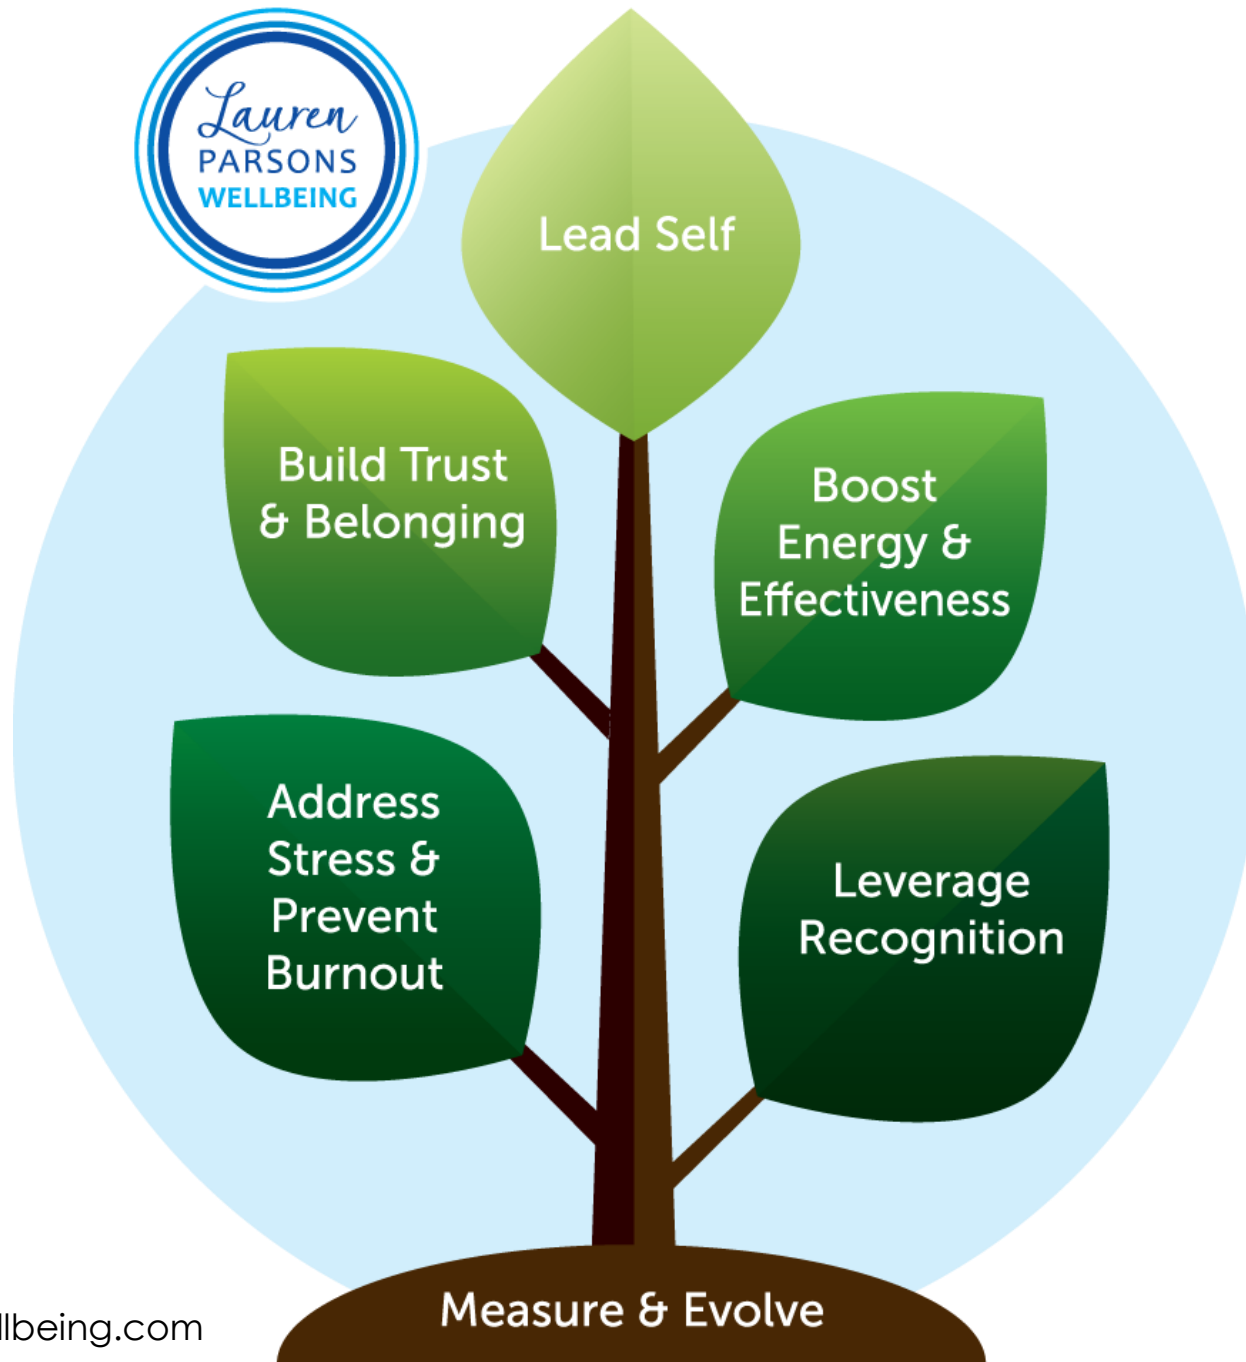 Lauren
PARSONS
WELLBEING
Lead Self
Build Trust
& Belonging
Boost
Energy &
Effectiveness
Address
Stress &
Prevent
Burnout
Leverage
Recognition
Measure & Evolve
llbeing.com